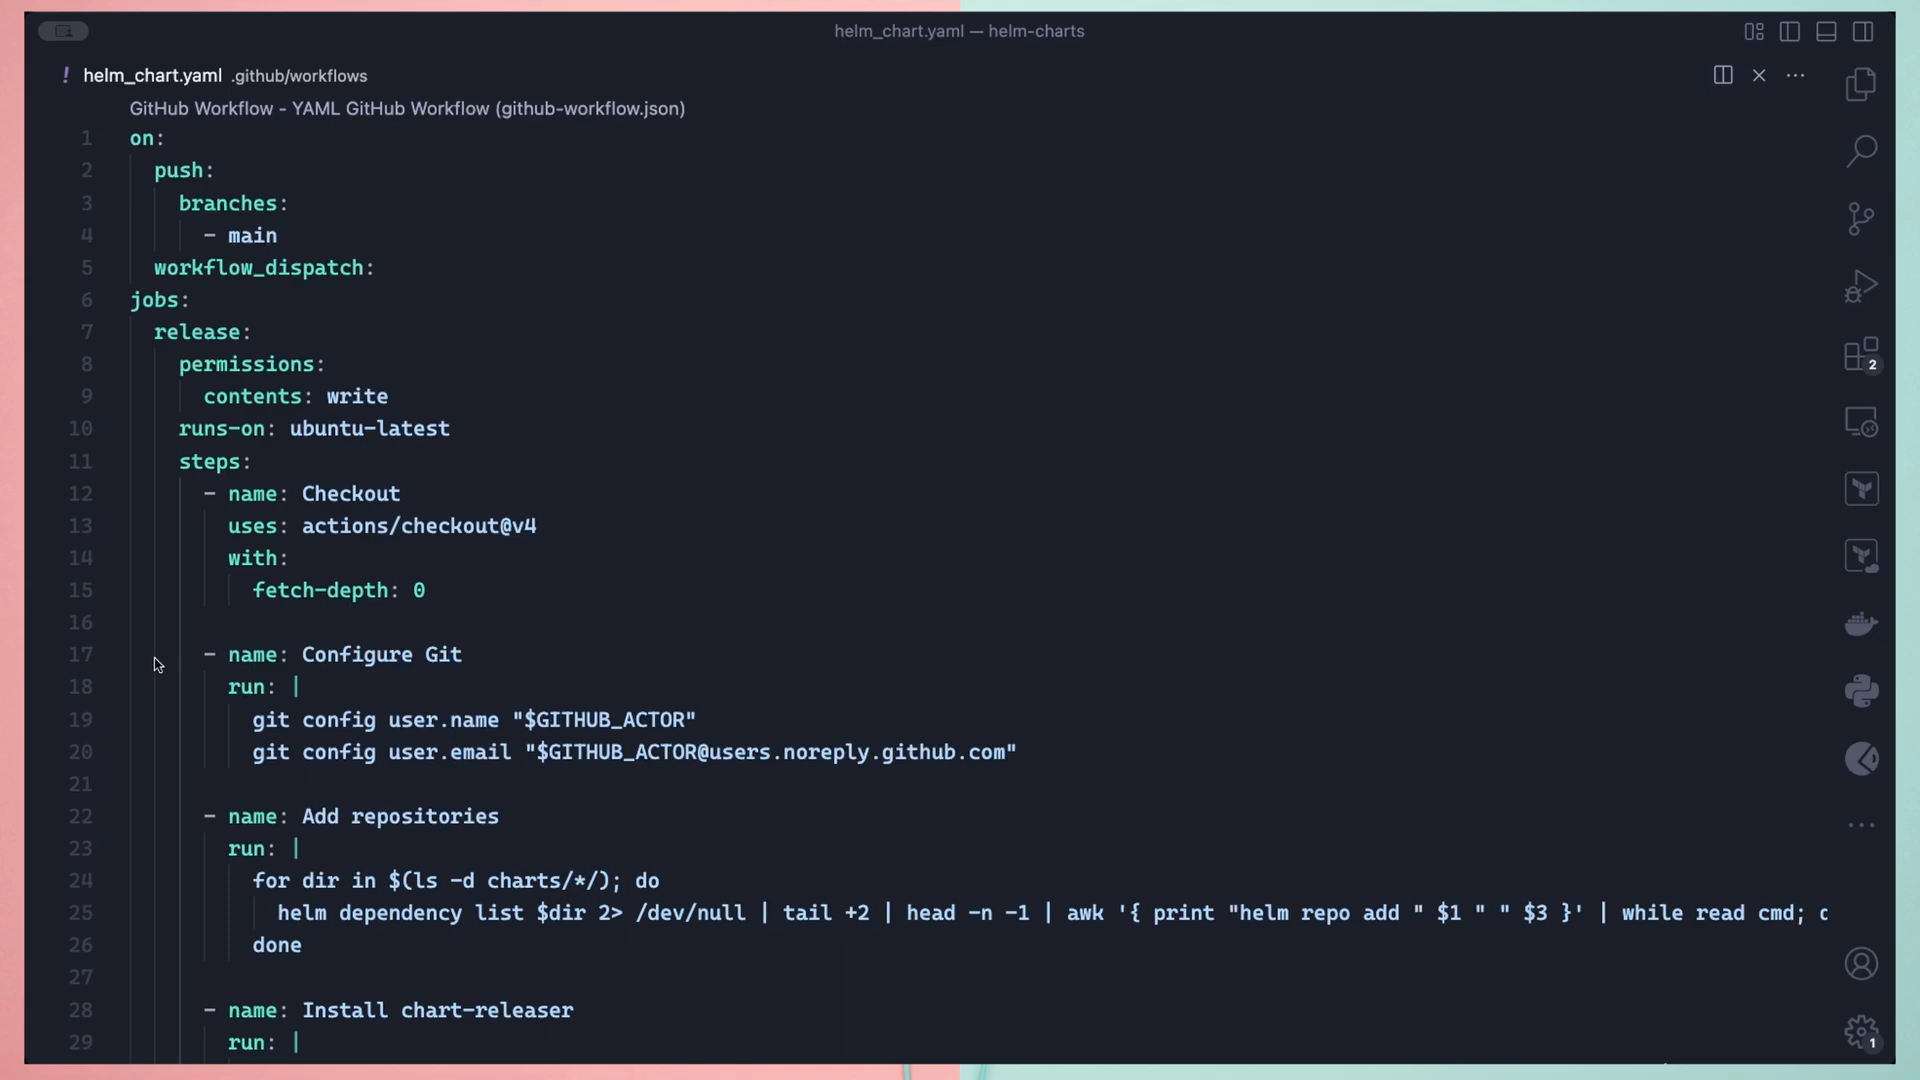 helm_chart.yaml — helm-charts
! helm_chart.yaml .github/workflows
GitHub Workflow - YAML GitHub Workflow (github-workflow.json)
1 on:
2 push:
3 branches:
4 - main
5 workflow_dispatch:
6 jobs:
7 release:
8 permissions:
9 contents: write
10 runs-on: ubuntu-latest
11 steps:
12 - name: Checkout
13 uses: actions/checkout@v4
14 with:
15 fetch-depth: 0
16
17 - name: Configure Git
18 run: |
19 git config user.name "$GITHUB_ACTOR"
20 git config user.email "$GITHUB_ACTOR@users.noreply.github.com"
21
22 - name: Add repositories
23 run: |
24 for dir in $(ls -d charts/*/); do
25 helm dependency list $dir 2> /dev/null | tail +2 | head -n -1 | awk '{ print "helm repo add " $1 " " $3 }' | while read cmd;
26 done
27
28 - name: Install chart-releaser
29 run: |
2
1